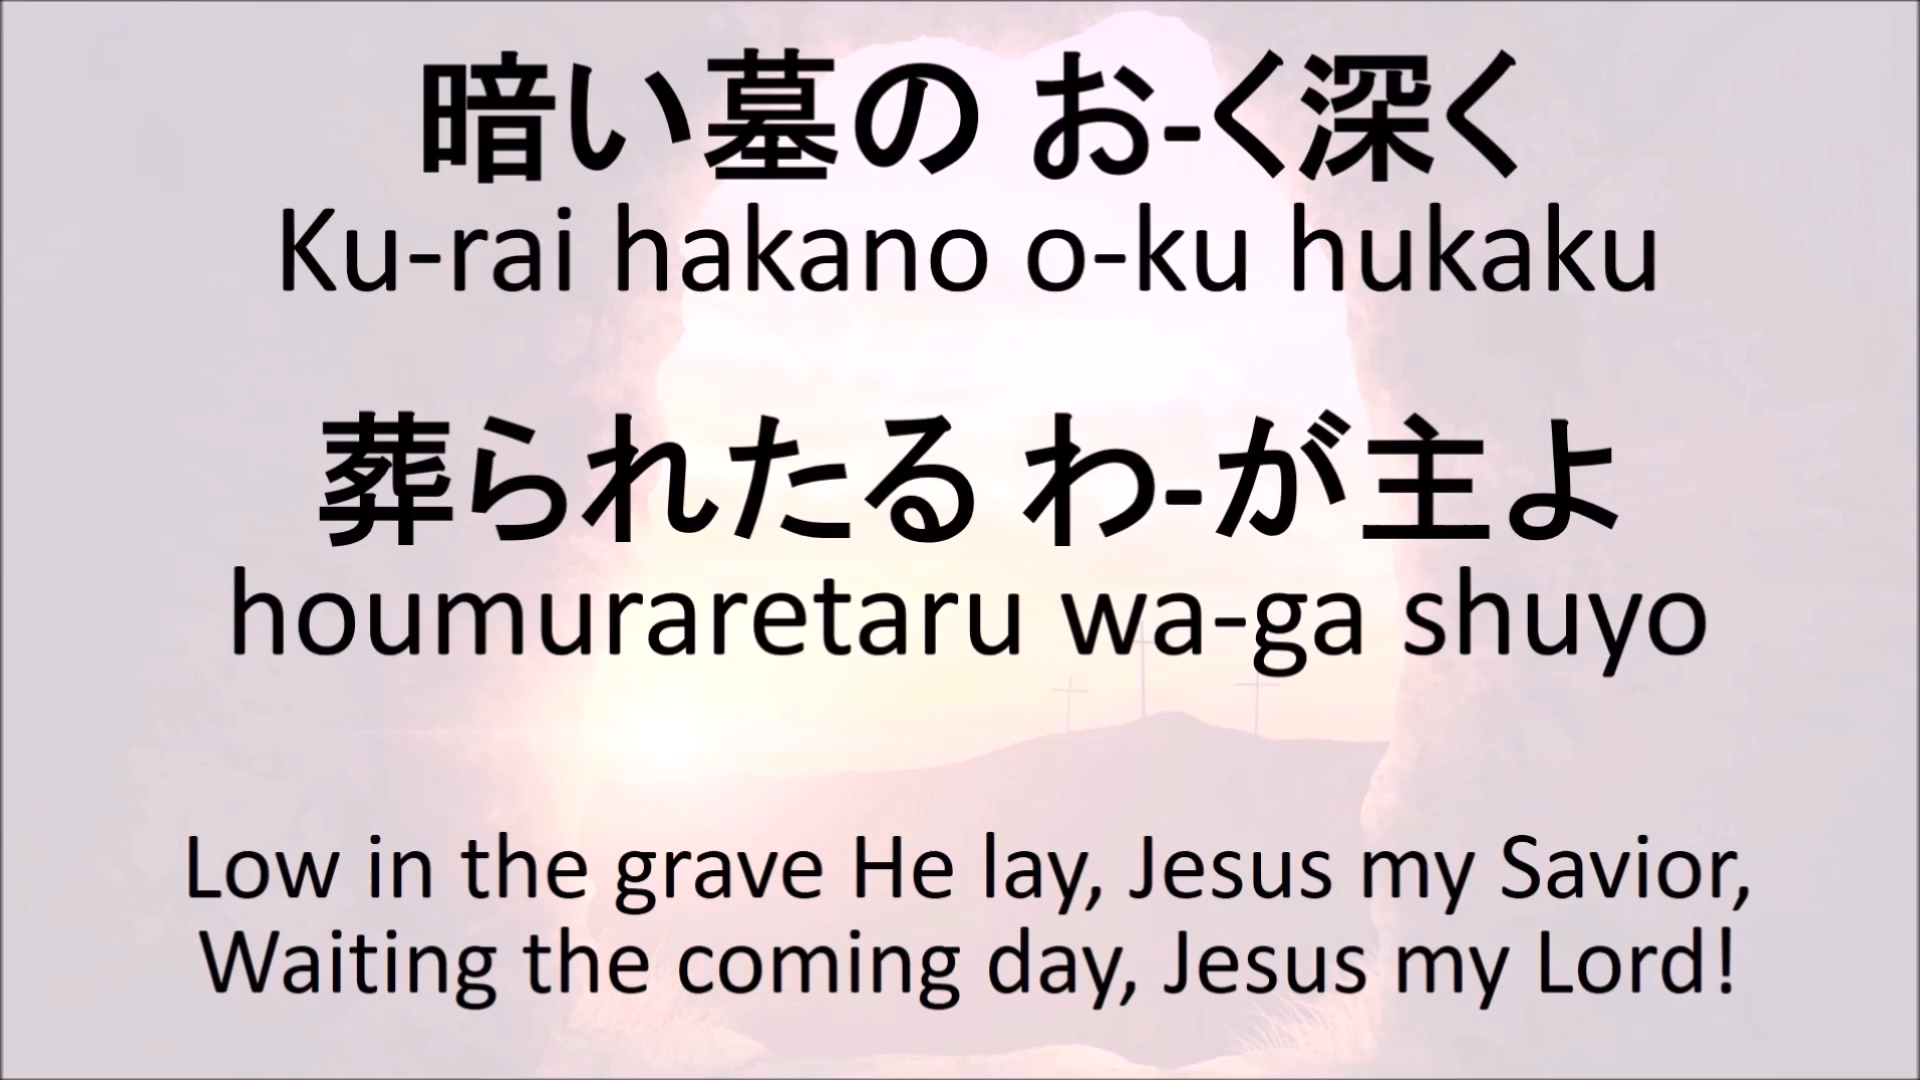 暗い墓の お-く深く
Ku-rai hakano o-ku hukaku
葬られたる わ-が主よ
houmuraretaru wa-ga shuyo
Low in the grave He lay, Jesus my Savior,
Waiting the coming day, Jesus my Lord!